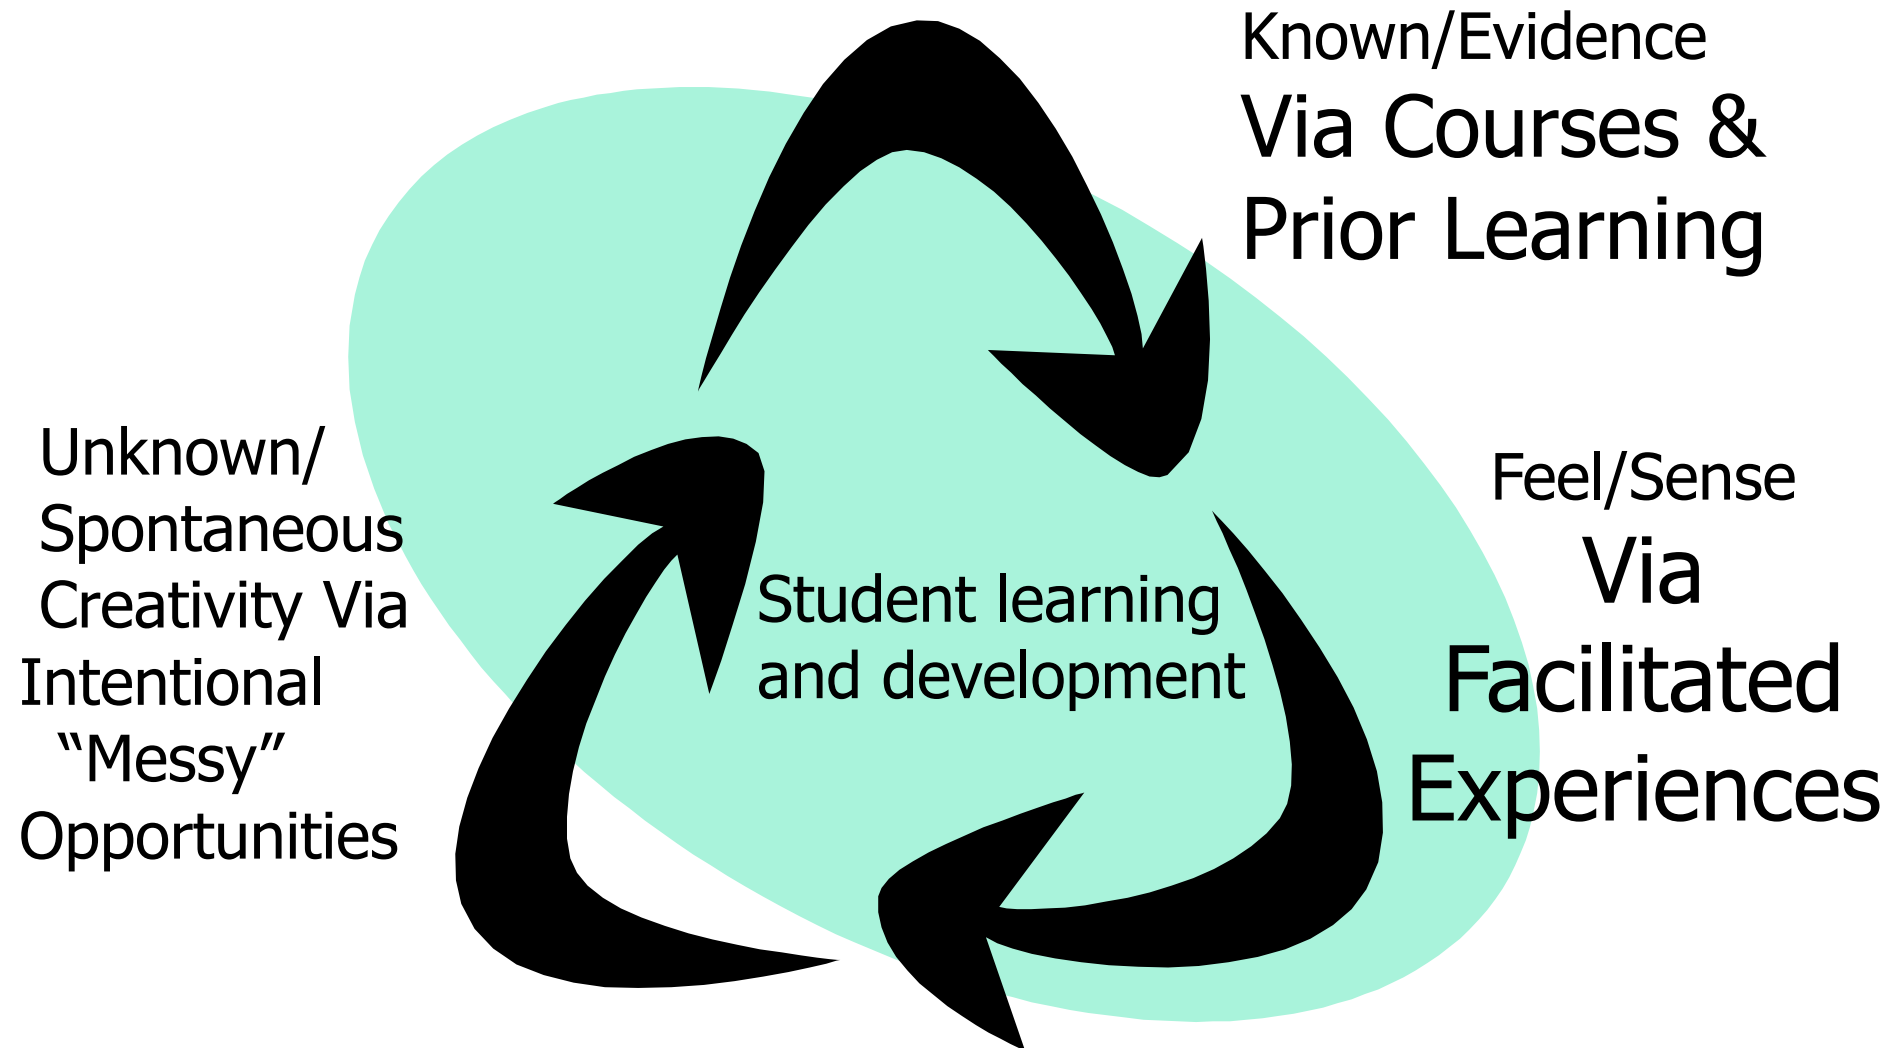 Known/Evidence
Via Courses &
Prior Learning
Unknown/
Spontaneous
Creativity Via
Intentional
“Messy”
Opportunities
Student learning
and development
Feel/Sense
Via
Facilitated
Experiences